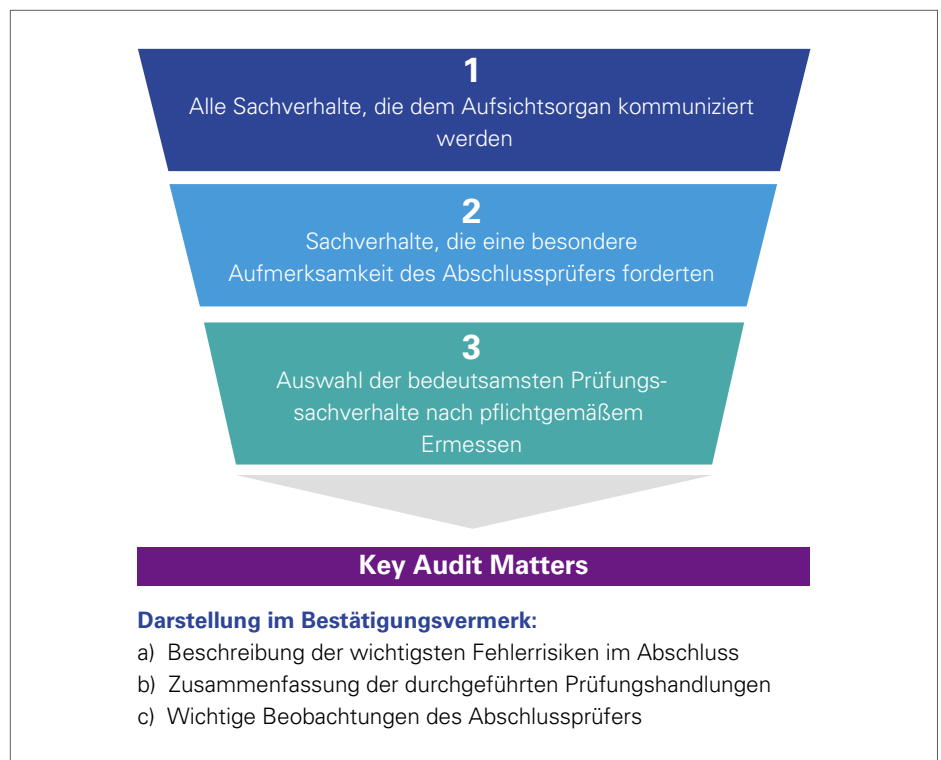 1
Alle Sachverhalte, die dem Aufsichtsorgan kommuniziert
werden
2
Sachverhalte, die eine besondere
Aufmerksamkeit des Abschlussprüfers forderten
3
Auswahl der bedeutsamsten Prüfungs-
sachverhalte nach pflichtgemäßem
Ermessen
Key Audit Matters
Darstellung im Bestätigungsvermerk:
a) Beschreibung der wichtigsten Fehlerrisiken im Abschluss
b) Zusammenfassung der durchgeführten Prüfungshandlungen
c) Wichtige Beobachtungen des Abschlussprüfers